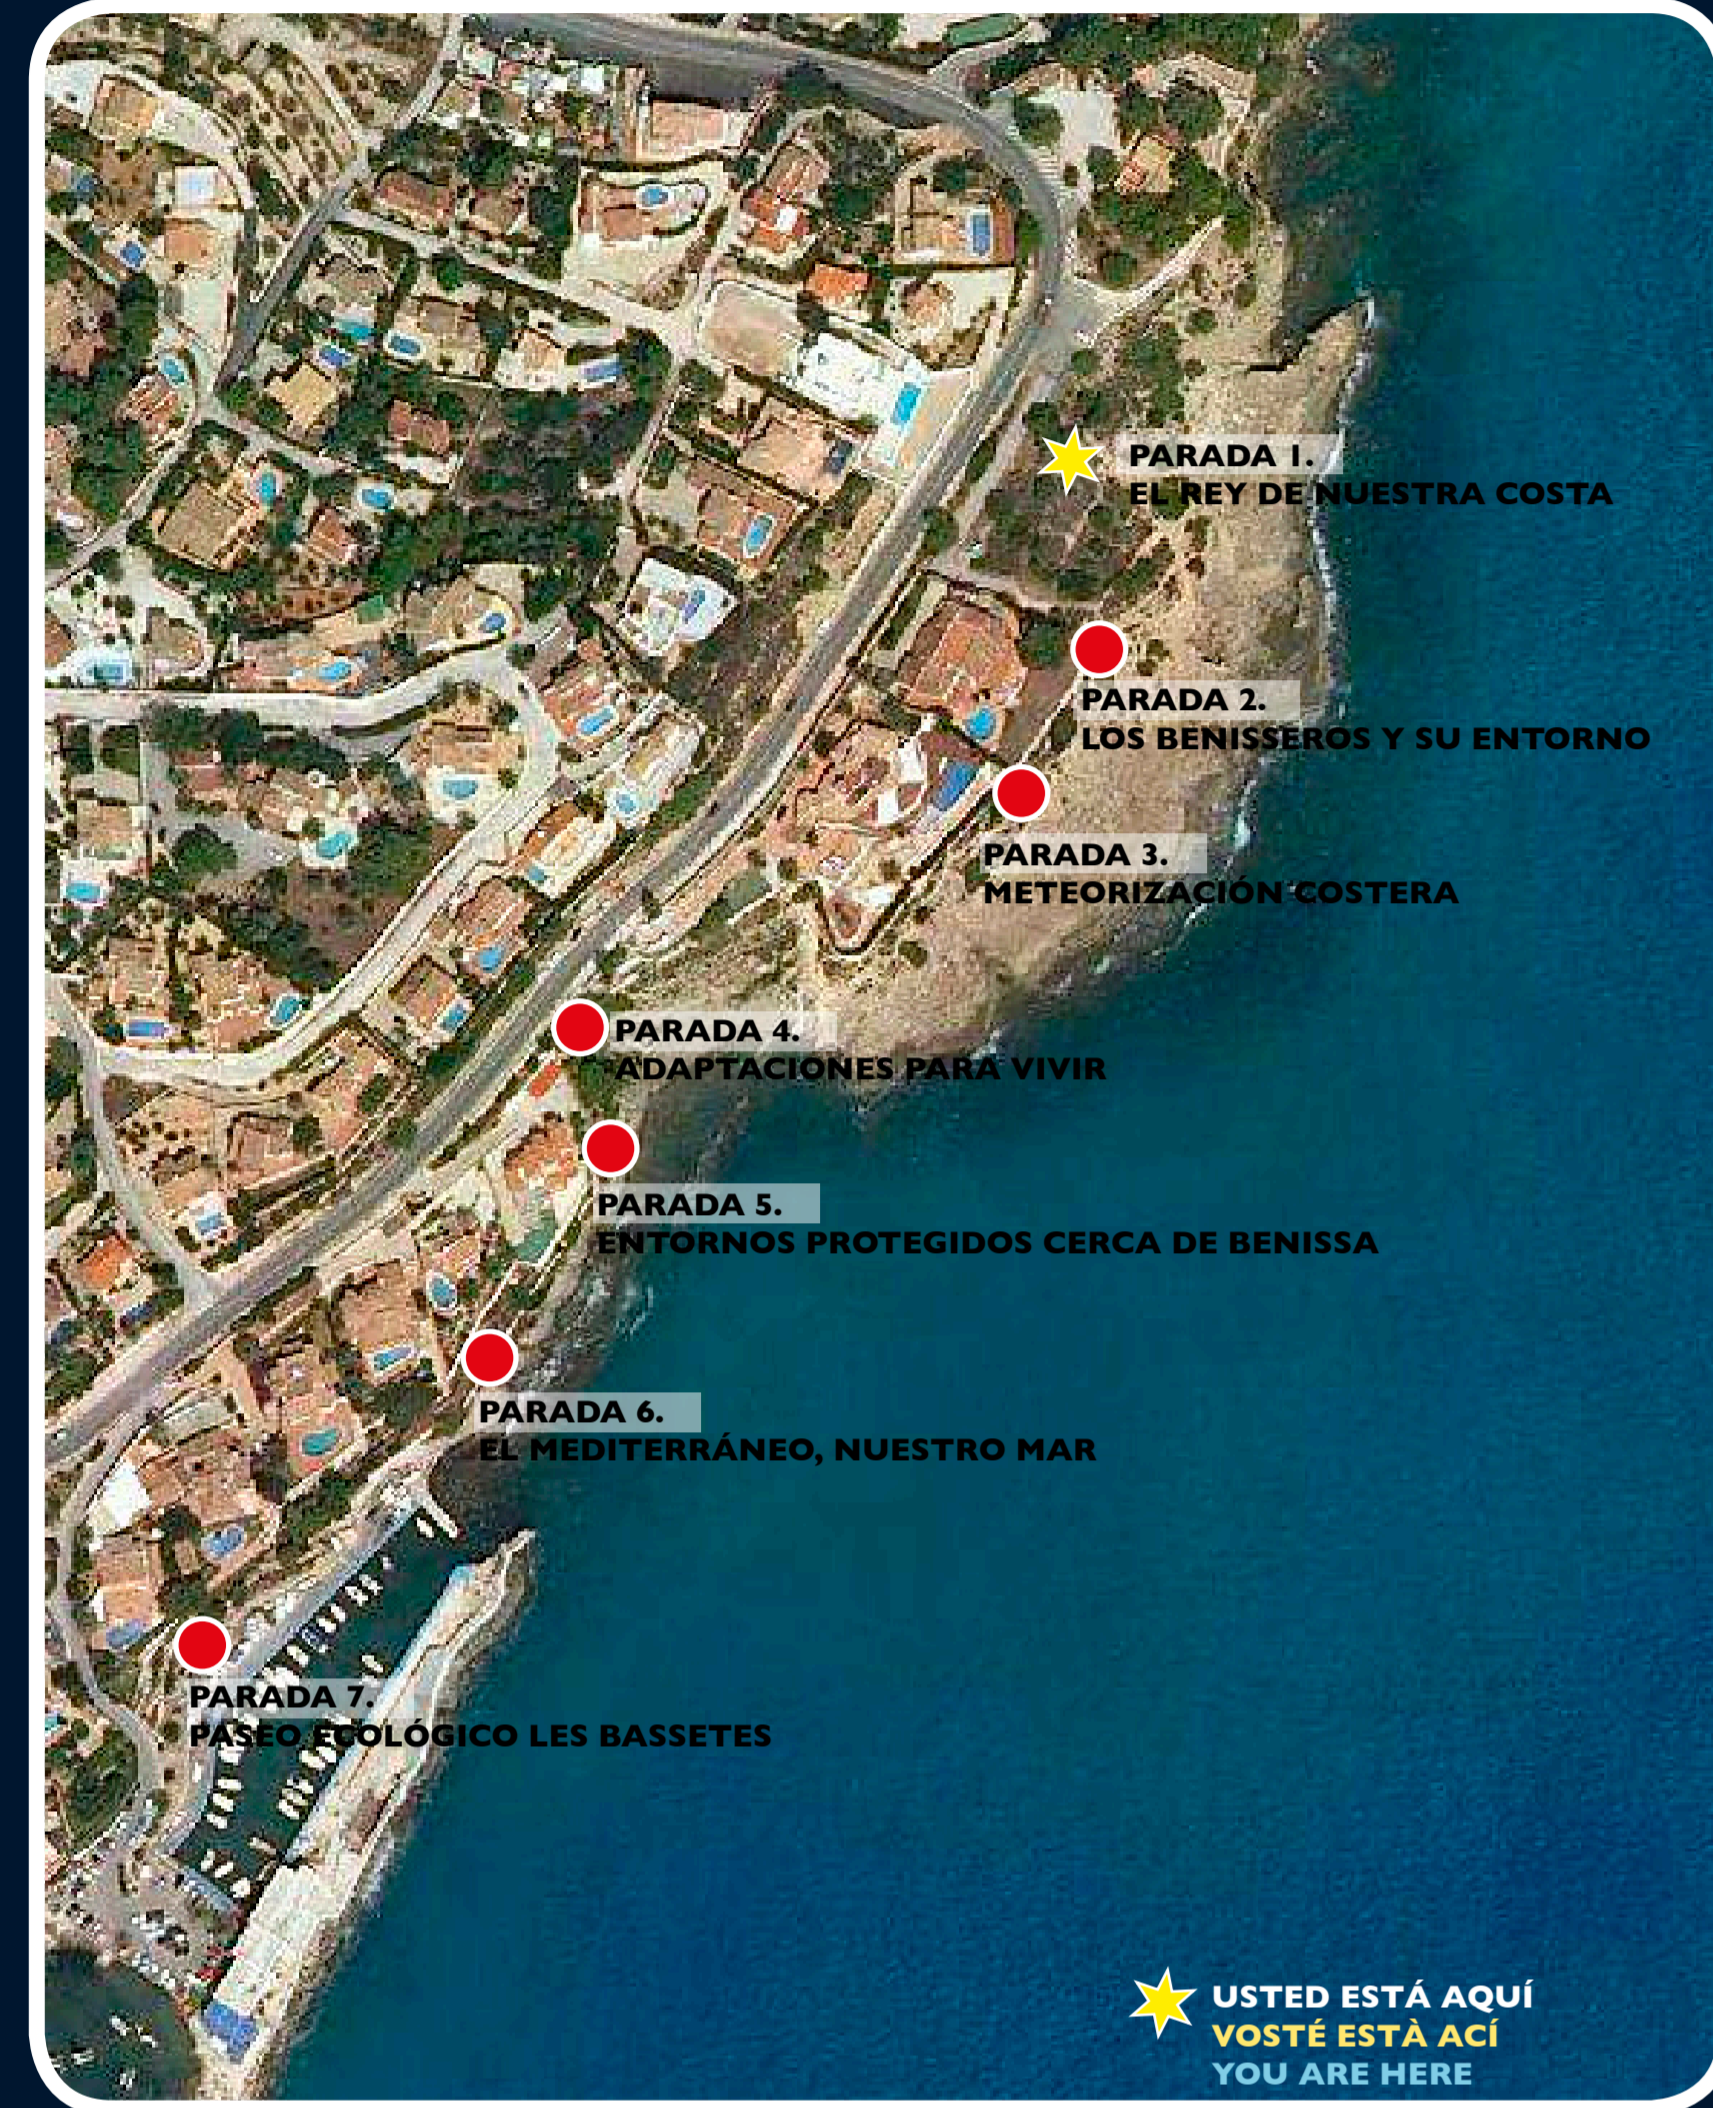 PARADA 1.
EL REY DE NUESTRA COSTA
PARADA 2.
LOS BENISSEROS Y SU ENTORNO
PARADA 3.
METEORIZACIÓN COSTERA
PARADA 4.
ADAPTACIONES PARA VIVIR
PARADA 5.
ENTORNOS PROTEGIDOS CERCA DE BENISSA
PARADA 6.
EL MEDITERRÁNEO, NUESTRO MAR
PARADA 7.
PASEO ECOLÓGICO LES BASSETES
USTED ESTÁ AQUÍ
VOSTÉ ESTÀ ACÍ
YOU ARE HERE